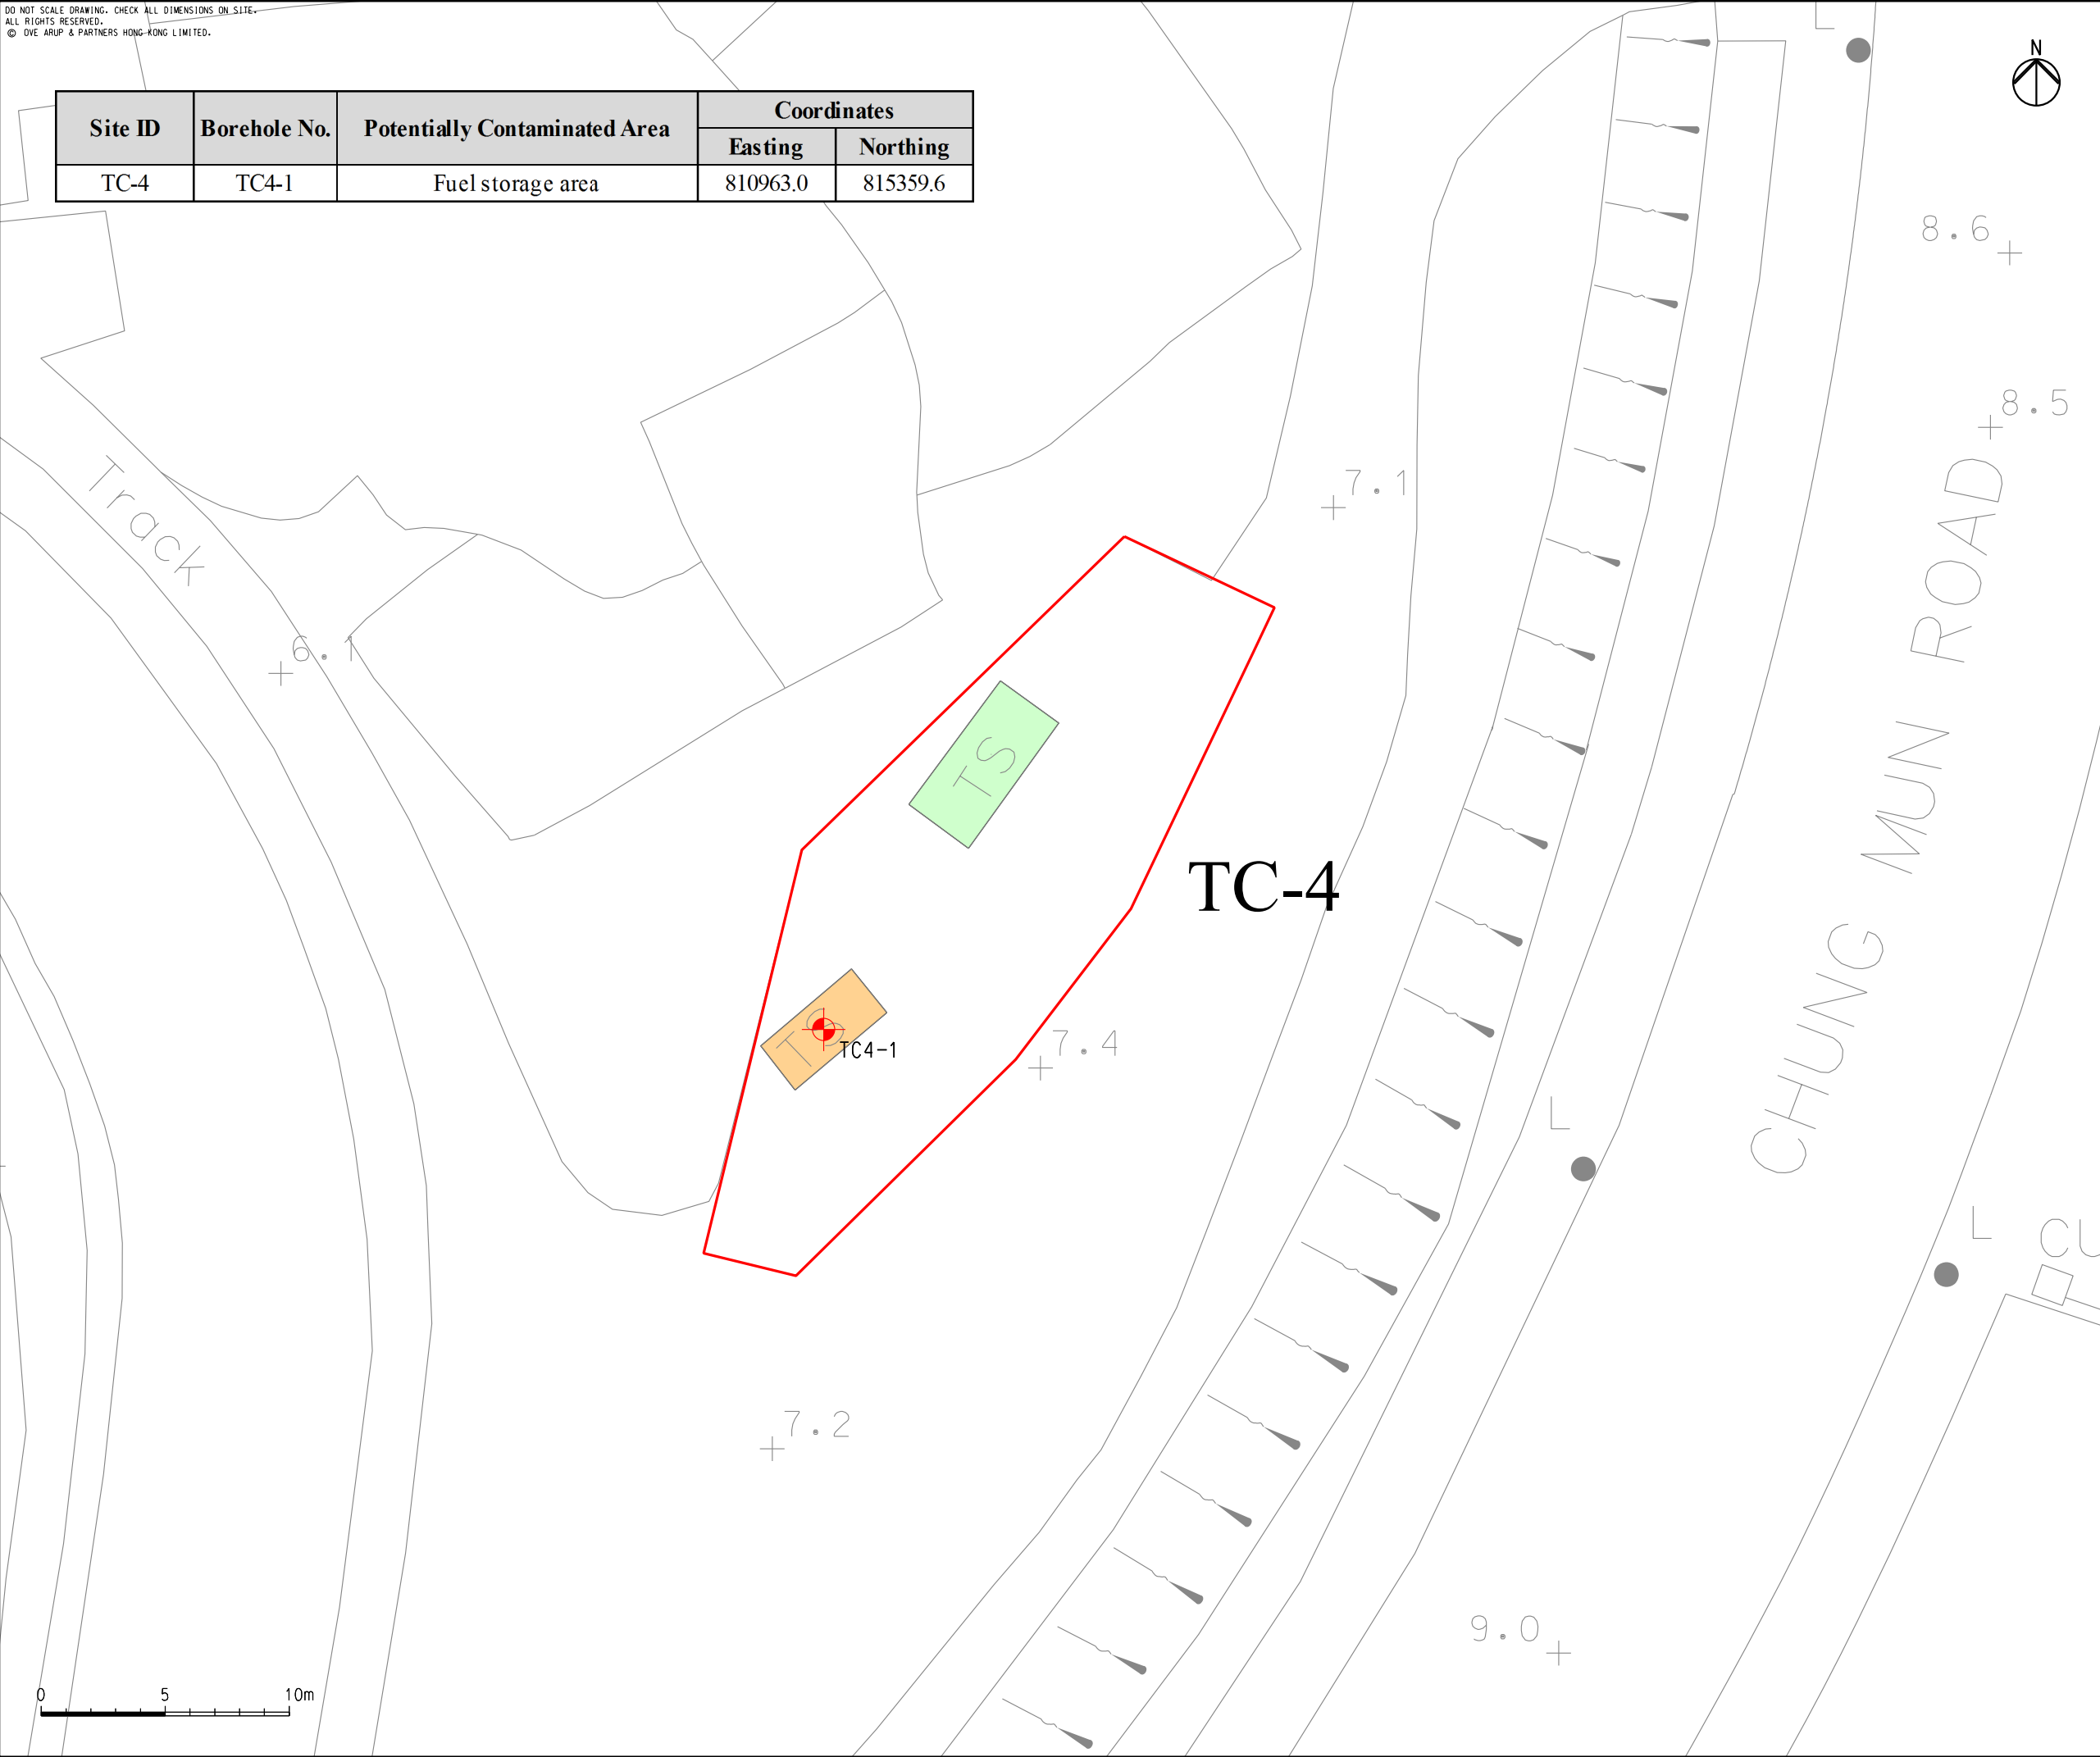 DO NOT SCALE DRAWING. CHECK ALL DIMENSIONS ON SITE.
ALL RIGHTS RESERVED.
© OVE ARUP & PARTNERS HONG KONG LIMITED.
N
Site ID Borehole No. Potentially Contaminated Area Coordinates
Easting Northing
TC-4 TC4-1 Fuel storage area 810963.0 815359.6
L
8.6
8.5
Track
7.1
CHUNG MUN ROAD
6.1
TS
TC-4
TS
TC4-1
7.4
L
L
CU
7.2
9.0
0 5 10m